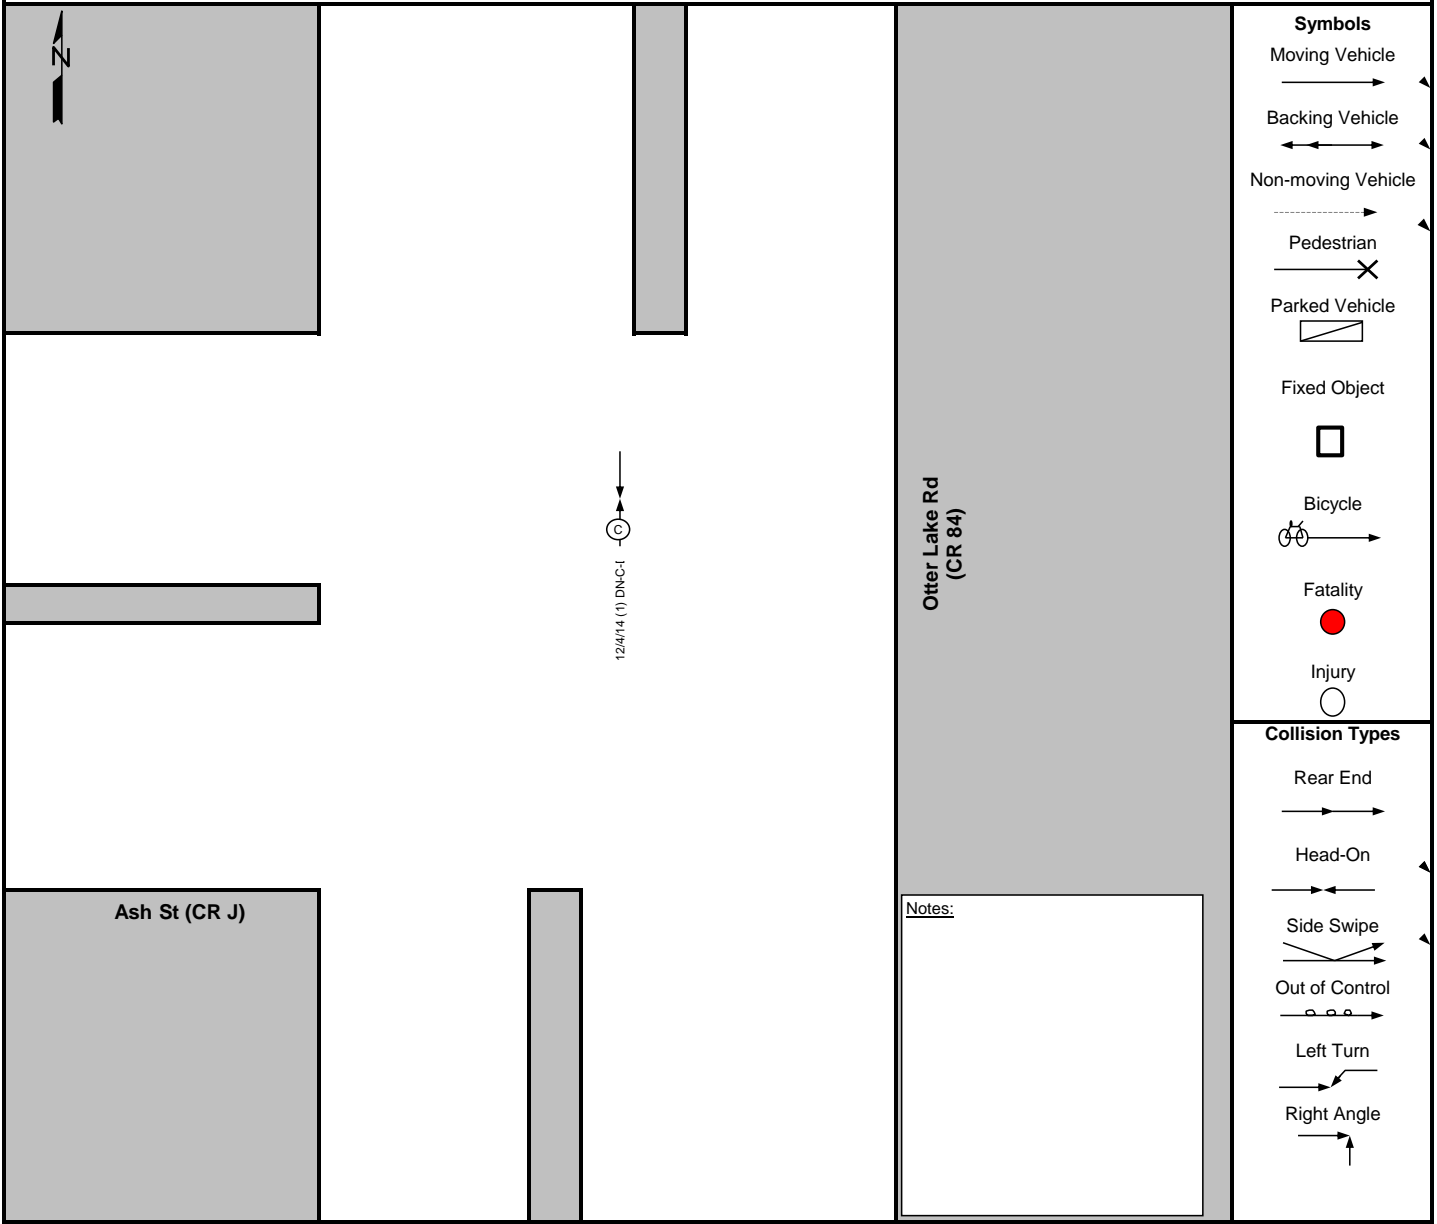 N
Symbols
Moving Vehicle
Backing Vehicle
Non-moving Vehicle
Pedestrian
Parked Vehicle
Fixed Object
Bicycle
Fatality
Injury
Collision Types
Rear End
Head-On
Side Swipe
Out of Control
Left Turn
Right Angle
C
12/4/14 (1) DN-C-
Otter Lake Rd
(CR 84)
Ash St (CR J)
Notes: